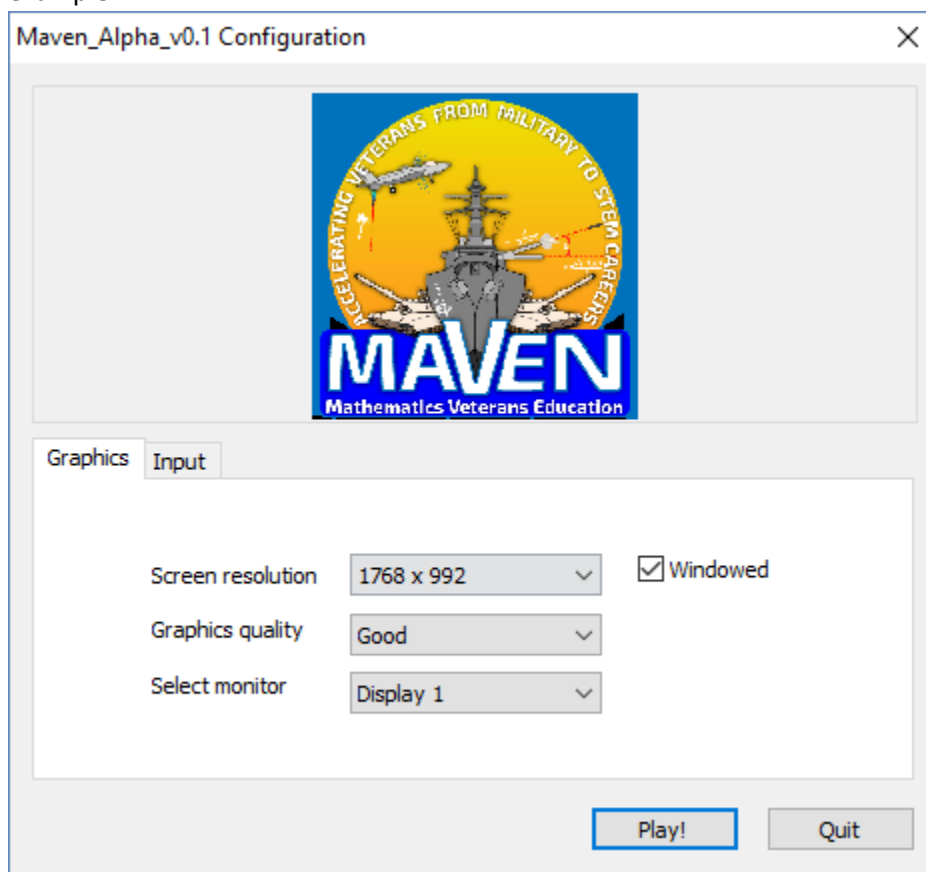 Maven_Alpha_v0.1 Configuration
ACCELERATING VETERANS FROM MILITARY TO STEM CAREERS
MAVEN
Mathematics Veterans Education
Graphics Input
Screen resolution 1768 x 992 Windowed
Graphics quality Good
Select monitor Display 1
Play! Quit